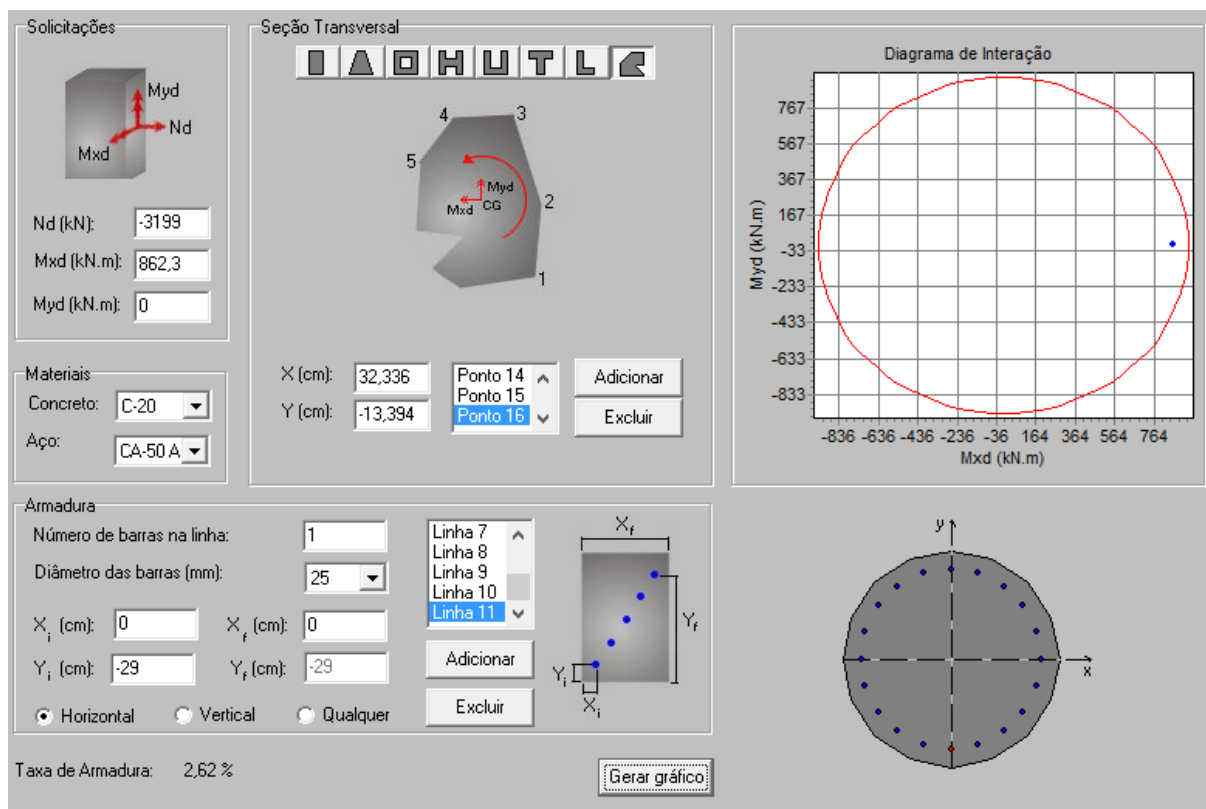 Solicitações
Myd
Nd
Mxd
Nd (kN): -3199
Mxd (kN.m): 862,3
Myd (kN.m): 0
Materiais
Concreto: C-20
Aço: CA-50 A
Seção Transversal
4
3
5
Myd
Mxd CG
2
1
X (cm): 32,336
Y (cm): -13,394
Ponto 14
Ponto 15
Ponto 16
Adicionar
Excluir
Diagrama de Interação
767
567
367
167
-33
-233
-433
-633
-833
Myd (kN.m)
-836 -636 -436 -236 -36 164 364 564 764
Mxd (kN.m)
Armadura
Número de barras na linha: 1
Diâmetro das barras (mm): 25
Xi (cm): 0 Xf (cm): 0
Yi (cm): -29 Yf (cm): -29
Horizontal Vertical Qualquer
Linha 7
Linha 8
Linha 9
Linha 10
Linha 11
Adicionar
Excluir
Xf
Yf
Yi
Xi
Taxa de Armadura: 2,62 %
Gerar gráfico
y
x